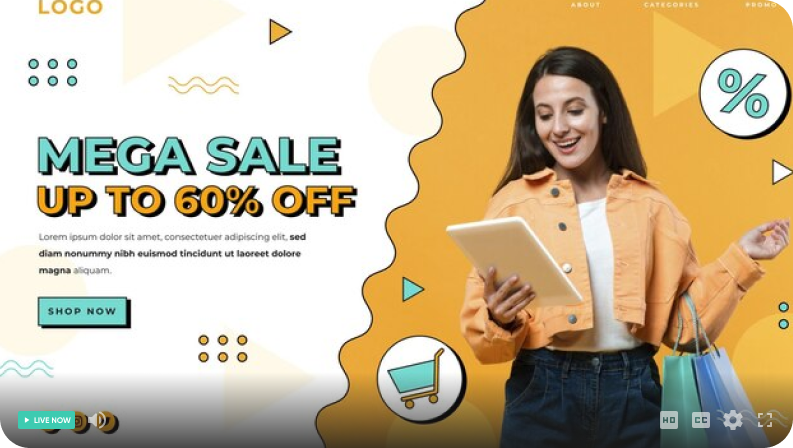 LOGO
ABOUT
CATEGORIES
PROMO
%
MEGA SALE
UP TO 60% OFF
Lorem ipsum dolor sit amet, consectetuer adipiscing elit, sed
diam nonummy nibh euismod tincidunt ut laoreet dolore
magna aliquam.
SHOP NOW
LIVE NOW
HD
CC